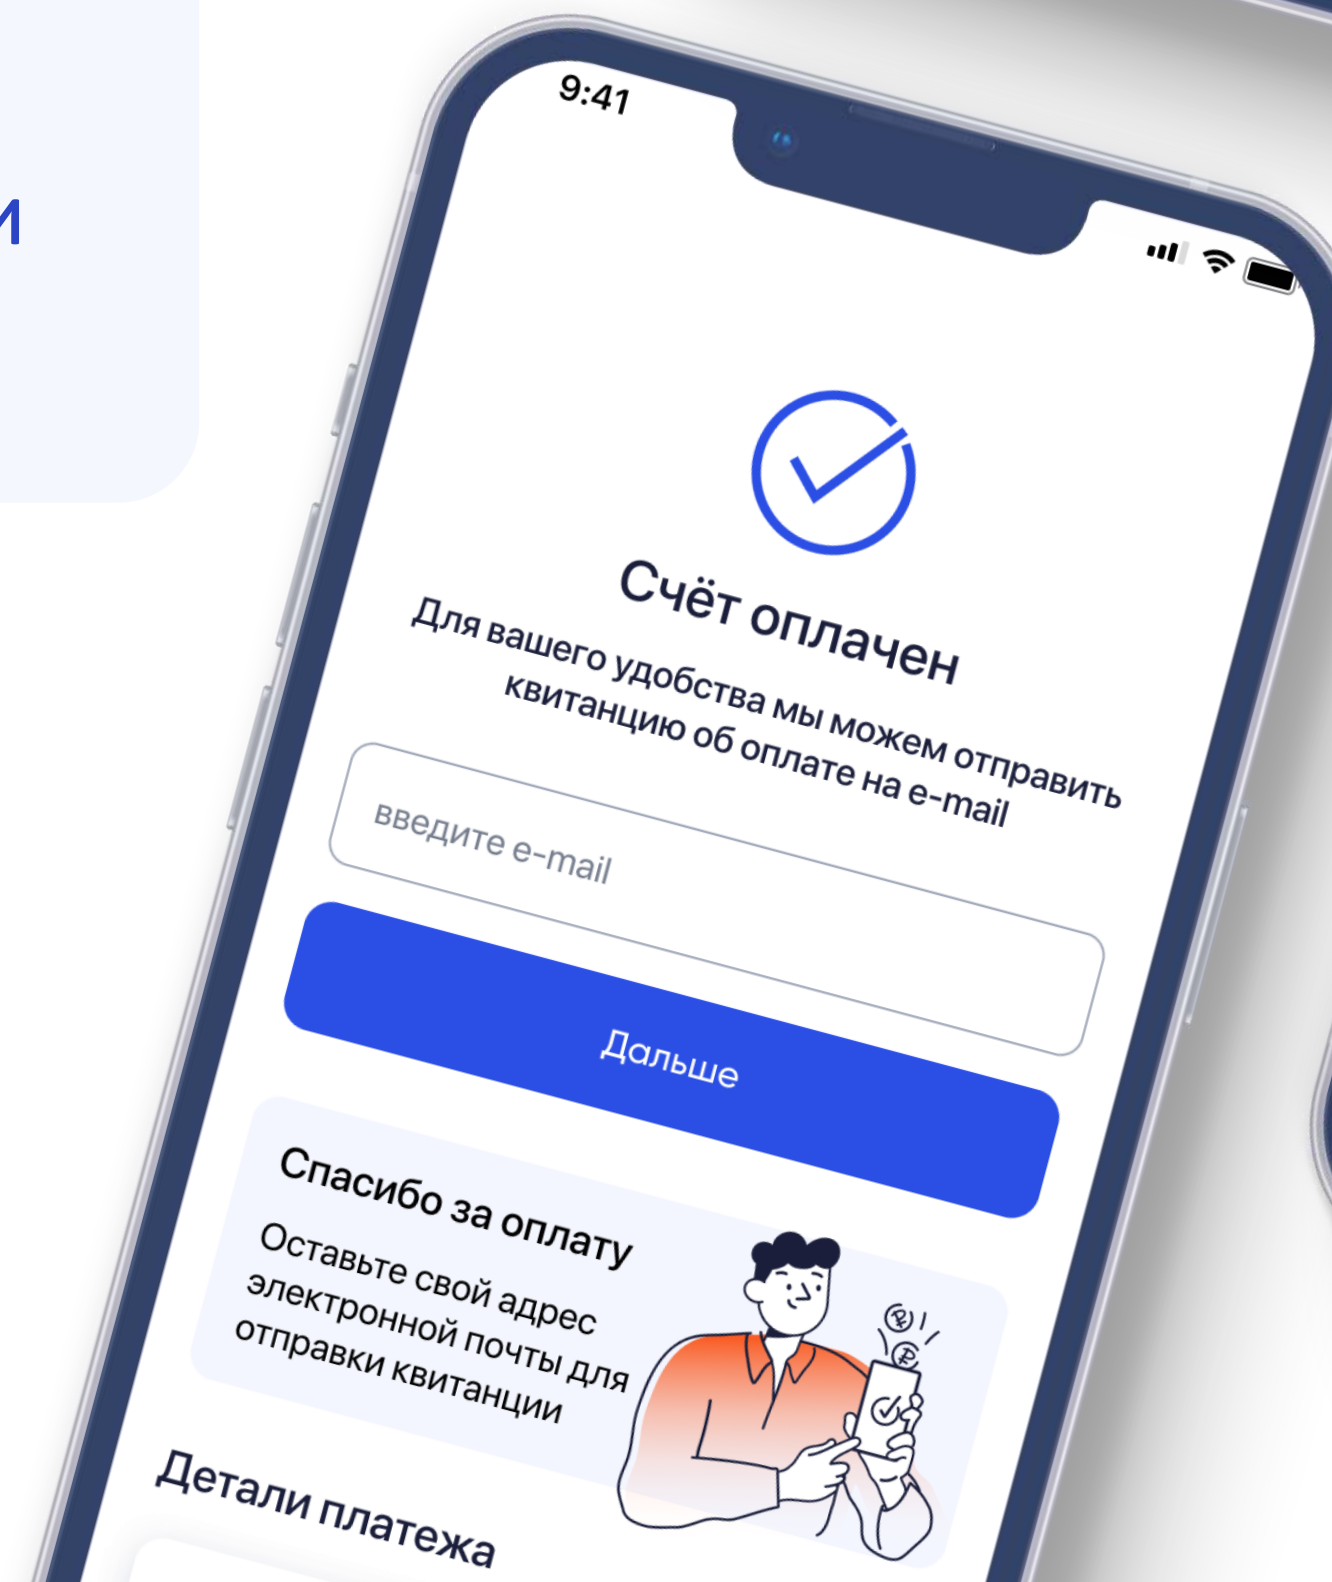 и
9:41
Счёт оплачен
Для вашего удобства мы можем отправить
квитанцию об оплате на e-mail
введите e-mail
Дальше
Спасибо за оплату
Оставьте свой адрес
электронной почты для
отправки квитанции
Детали платежа